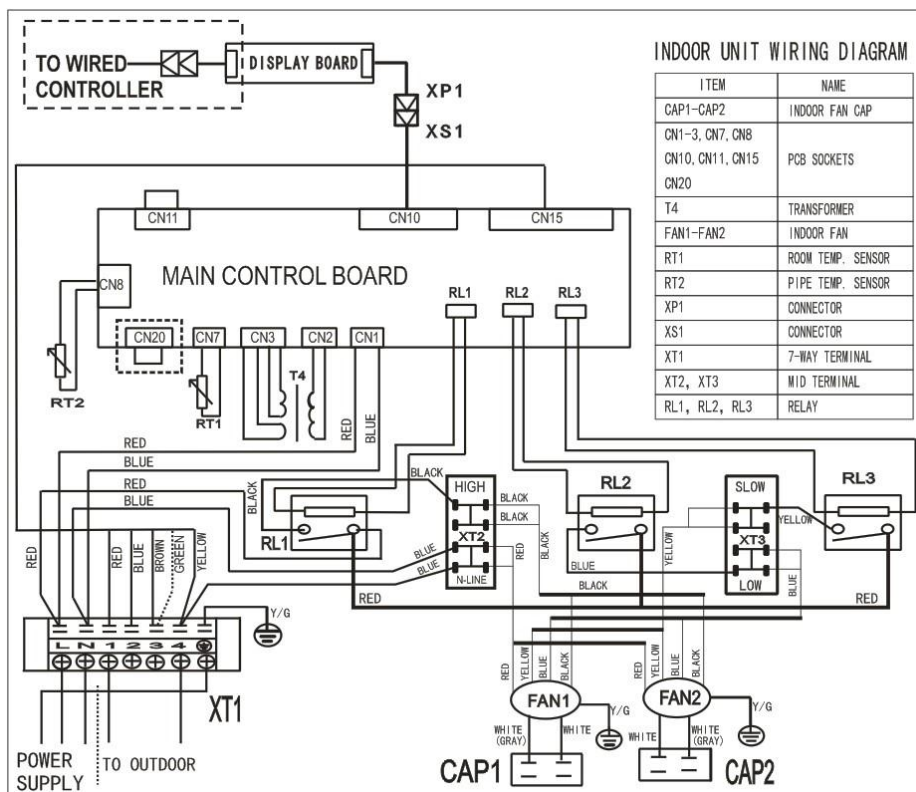 TO WIRED
CONTROLLER
DISPLAY BOARD
XP1
XS1
INDOOR UNIT WIRING DIAGRAM
ITEM NAME
CAP1-CAP2 INDOOR FAN CAP
CN1-3, CN7, CN8
CN10, CN11, CN15 PCB SOCKETS
CN20
T4 TRANSFORMER
FAN1-FAN2 INDOOR FAN
RT1 ROOM TEMP. SENSOR
RT2 PIPE TEMP. SENSOR
XP1 CONNECTOR
XS1 CONNECTOR
XT1 7-WAY TERMINAL
XT2, XT3 MID TERMINAL
RL1, RL2, RL3 RELAY
CN11 CN10 CN15
MAIN CONTROL BOARD
CN8
RL1 RL2 RL3
CN20 CN7 CN3 CN2 CN1
T4
RT2
RT1
RED
BLUE
RED
BLUE
RED
BLUE
BLACK
BLACK
RL1
HIGH
XT2
N-LINE
BLACK
BLACK
RED
BLACK
BLUE
BLUE
RL2
BLUE
YELLOW
SLOW
XT3
LOW
YELLOW
BLUE
RL3
RED
BLACK
RED
RED
RED
BLUE
BROWN
GREEN
YELLOW
Y/G
L N 1 2 3 4
XT1
POWER
SUPPLY
TO OUTDOOR
RED
YELLOW
BLUE
BLACK
RED
YELLOW
BLUE
BLACK
FAN1
Y/G
FAN2
Y/G
WHITE
(GRAY)
WHITE
WHITE
WHITE
(GRAY)
CAP1
CAP2